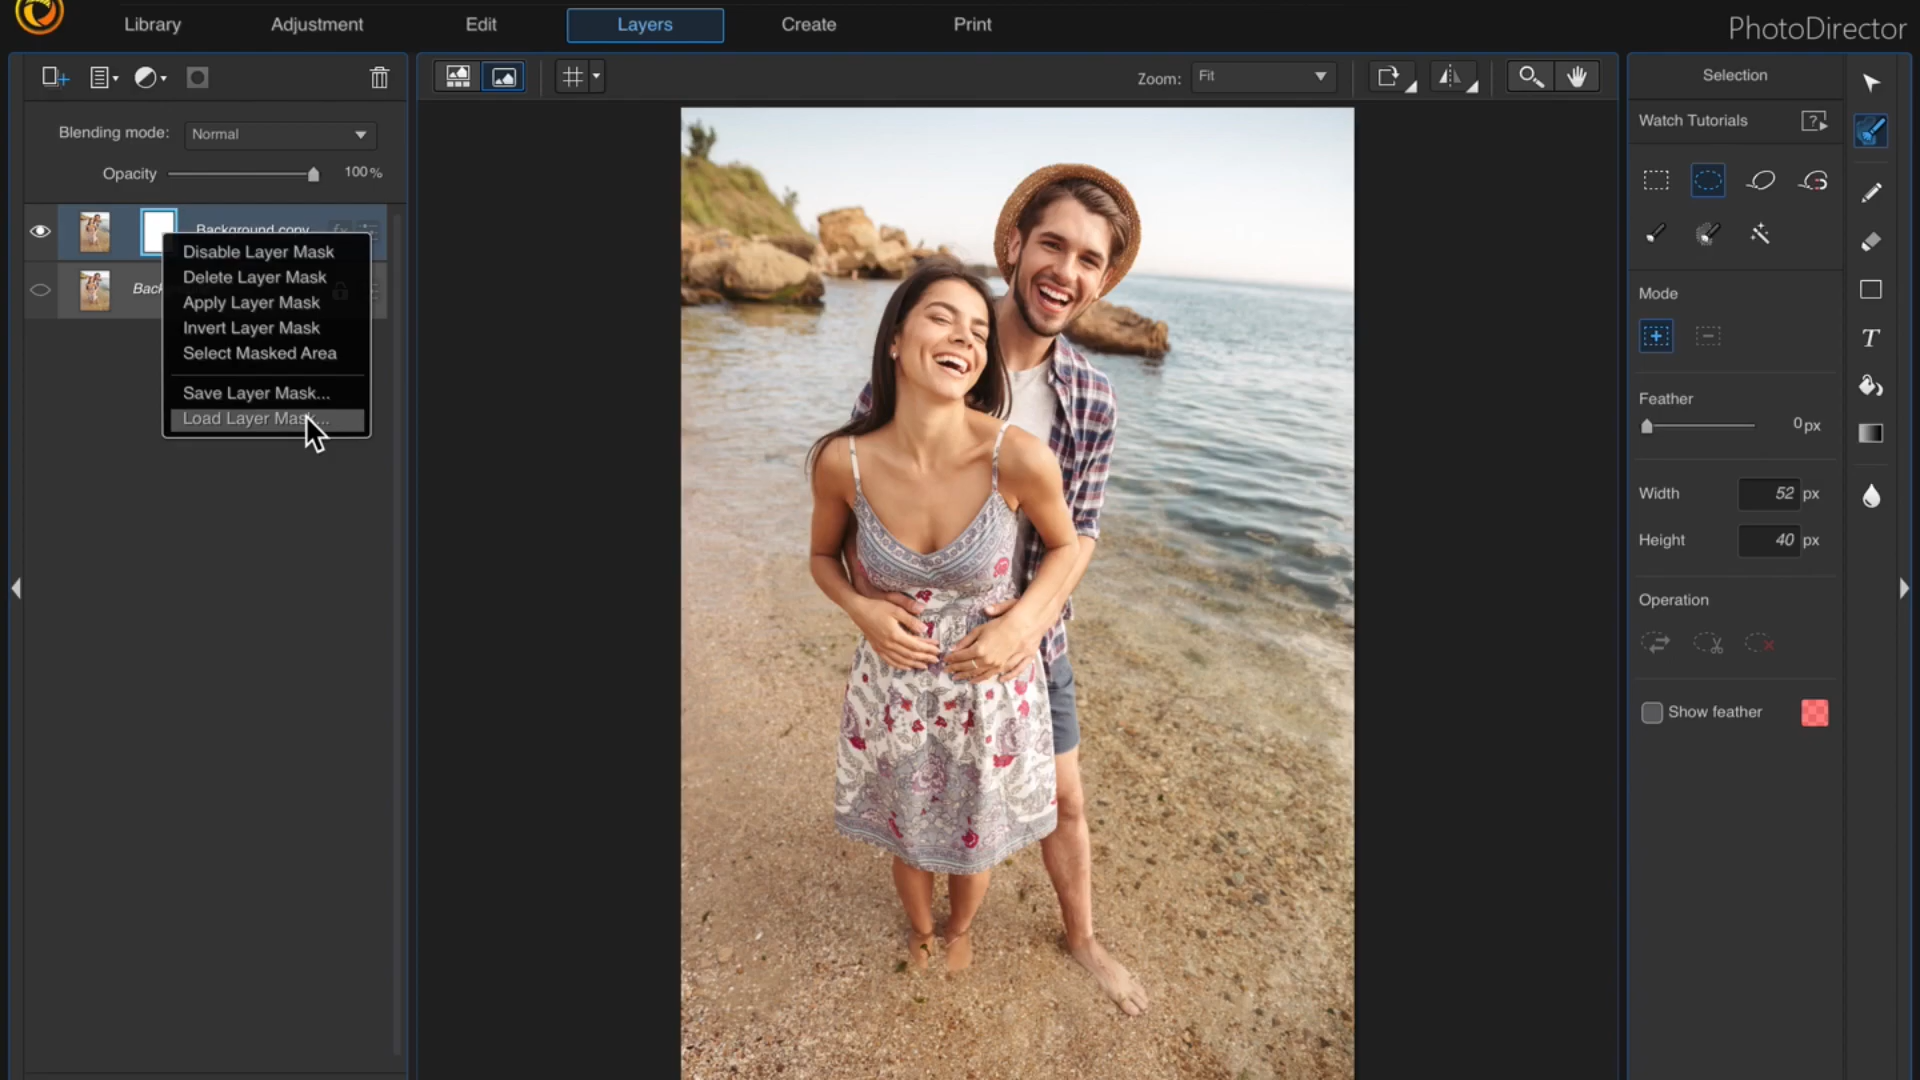 Library
Adjustment
Edit
Layers
Create
Print
PhotoDirector
Zoom:
Fit
Selection
Blending mode:
Normal
Opacity
100%
Background copy
Disable Layer Mask
Delete Layer Mask
Apply Layer Mask
Invert Layer Mask
Select Masked Area
Save Layer Mask...
Load Layer Mask...
Watch Tutorials
Mode
Feather
0px
Width
52 px
Height
40 px
Operation
Show feather
T